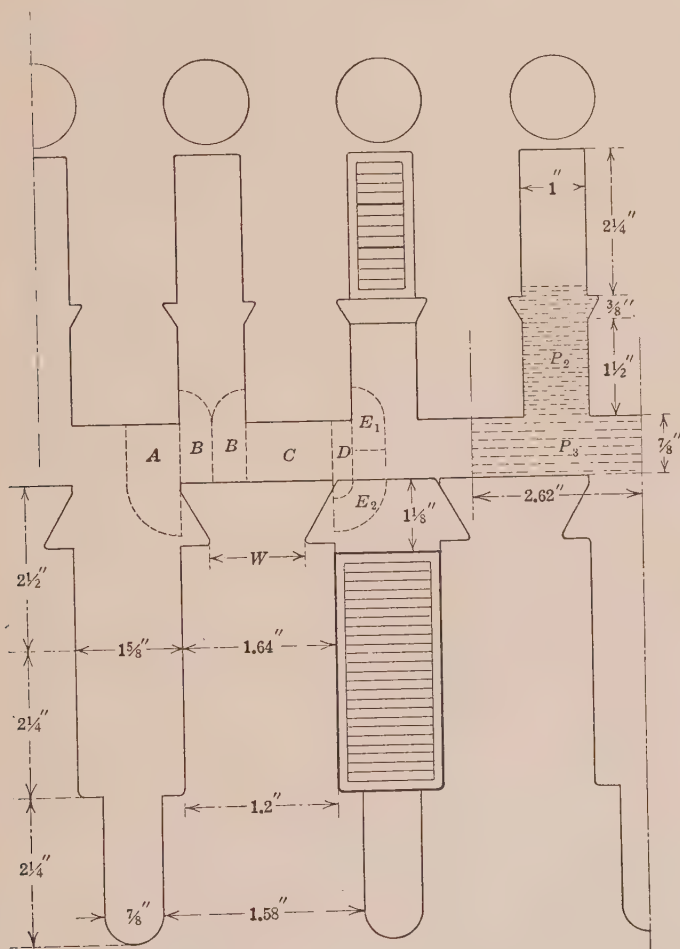 1"
2¼"
⅜"
P₂
1½"
E₁
A B B C D
P₃
⅞"
E₂
1⅛"
2.62"
W
2½"
1⅝"
1.64"
2¼"
1.2"
2¼"
⅞"
1.58"